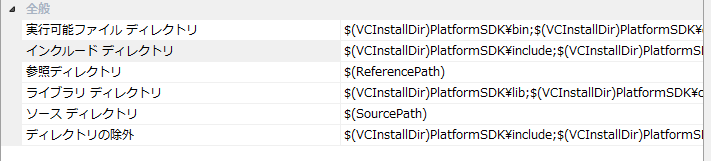 全般
実行可能ファイル ディレクトリ $(VCInstallDir)PlatformSDK¥bin;$(VCInstallDir)PlatformSDK¥
インクルード ディレクトリ $(VCInstallDir)PlatformSDK¥include;$(VCInstallDir)PlatformS
参照ディレクトリ $(ReferencePath)
ライブラリ ディレクトリ $(VCInstallDir)PlatformSDK¥lib;$(VCInstallDir)PlatformSDK¥
ソース ディレクトリ $(SourcePath)
ディレクトリの除外 $(VCInstallDir)PlatformSDK¥include;$(VCInstallDir)PlatformS